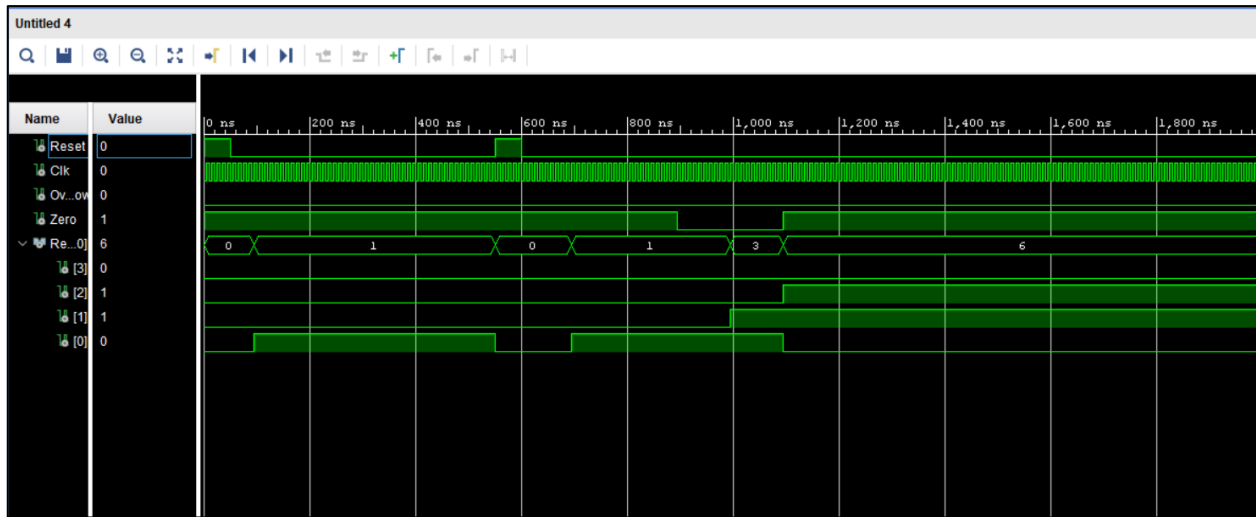 Untitled 4
Name Value
0 ns 200 ns 400 ns 600 ns 800 ns 1,000 ns 1,200 ns 1,400 ns 1,600 ns 1,800 ns
Reset 0
Clk 0
Ov...ow 0
Zero 1
Re...0] 6 0 1 0 1 3 6
[3] 0
[2] 1
[1] 1
[0] 0